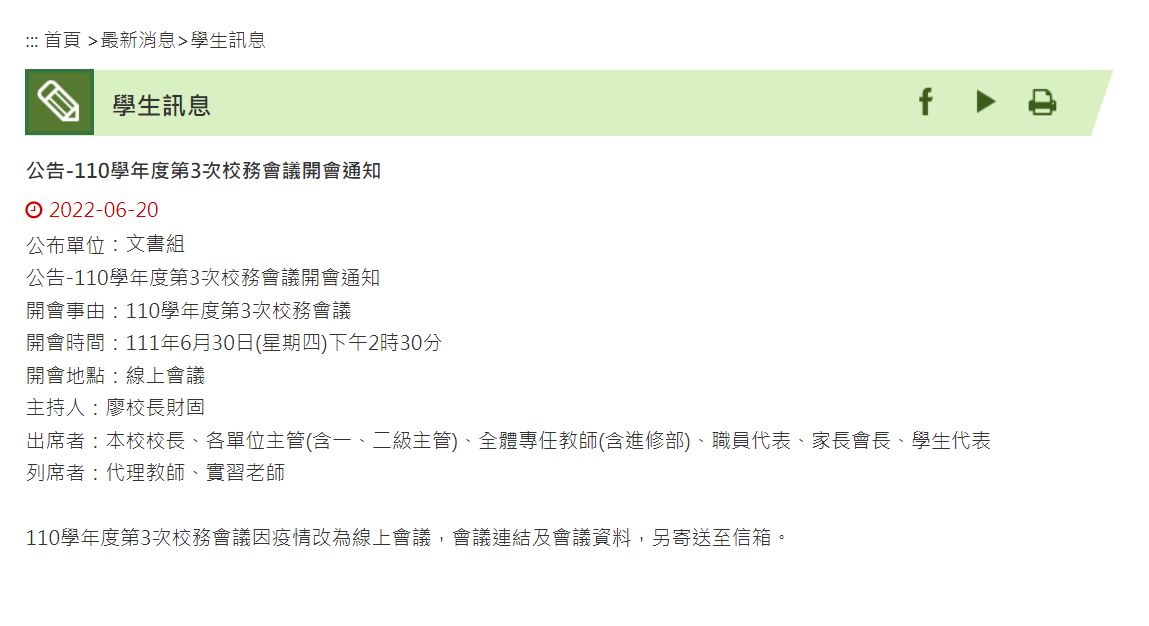 ::: 首頁 >最新消息>學生訊息
學生訊息
公告-110學年度第3次校務會議開會通知
2022-06-20
公布單位：文書組
公告-110學年度第3次校務會議開會通知
開會事由：110學年度第3次校務會議
開會時間：111年6月30日(星期四)下午2時30分
開會地點：線上會議
主持人：廖校長財固
出席者：本校校長、各單位主管(含一、二級主管)、全體專任教師(含進修部)、職員代表、家長會長、學生代表
列席者：代理教師、實習老師
110學年度第3次校務會議因疫情改為線上會議，會議連結及會議資料，另寄送至信箱。